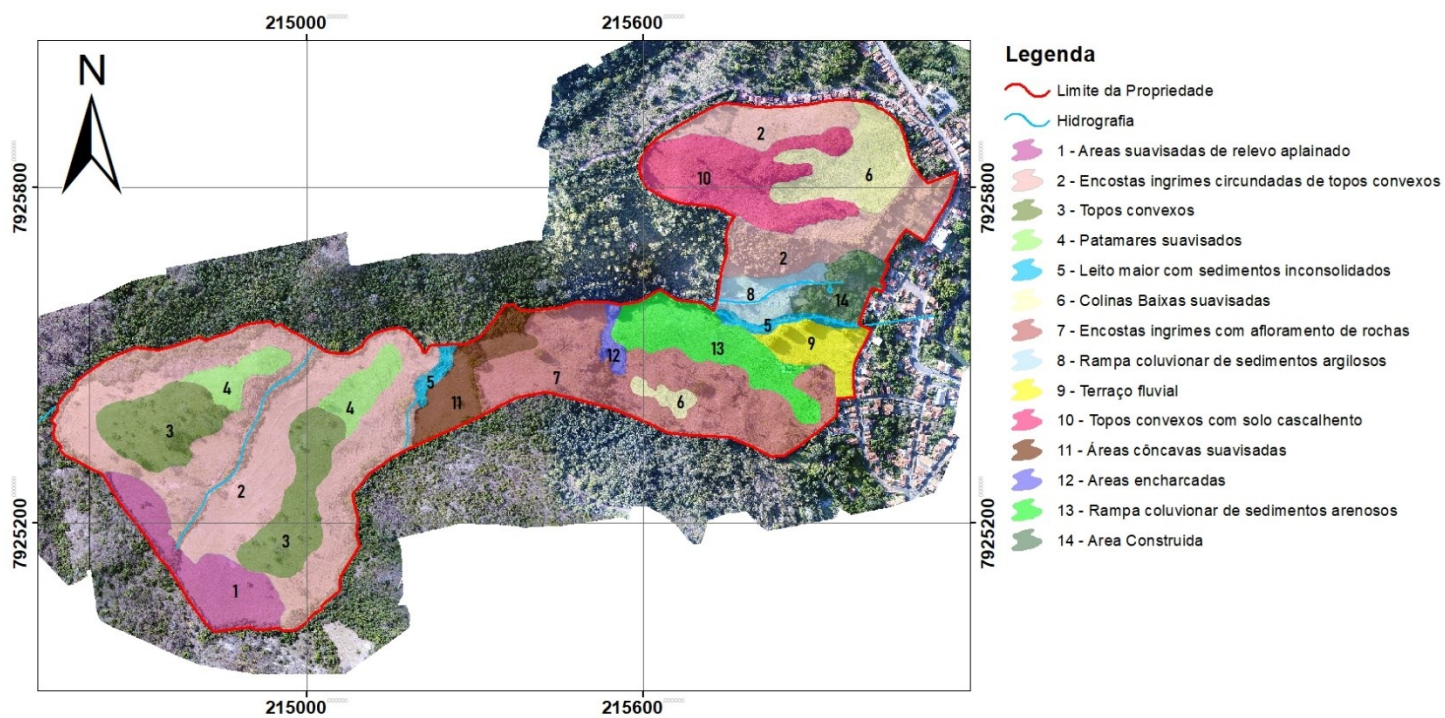 215000
215600
N
7925800
7925800
2
10
6
2
8
14
5
9
13
12
5
7
4
4
6
11
3
2
3
1
7925200
7925200
215000
215600
Legenda
Limite da Propriedade
Hidrografia
1 - Areas suavisadas de relevo aplainado
2 - Encostas ingrimes circundadas de topos convexos
3 - Topos convexos
4 - Patamares suavisados
5 - Leito maior com sedimentos inconsolidados
6 - Colinas Baixas suavisadas
7 - Encostas ingrimes com afloramento de rochas
8 - Rampa coluvionar de sedimentos argilosos
9 - Terraço fluvial
10 - Topos convexos com solo cascalhento
11 - Áreas côncavas suavisadas
12 - Areas encharcadas
13 - Rampa coluvionar de sedimentos arenosos
14 - Area Construida